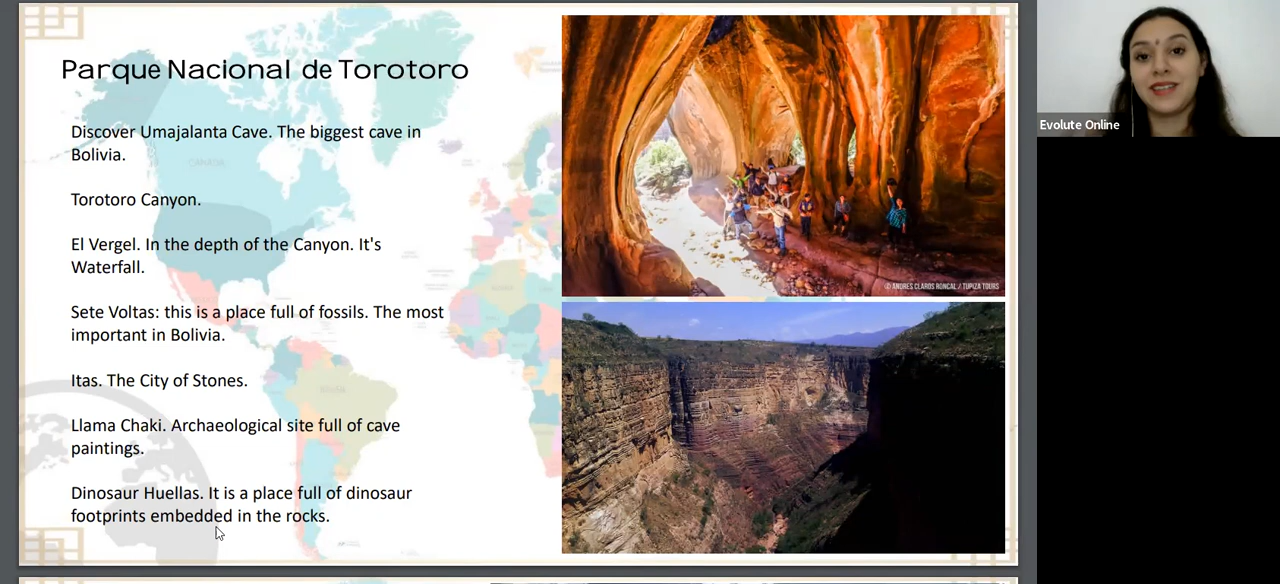 Parque Nacional de Torotoro
Discover Umajalanta Cave. The biggest cave in
Bolivia.
Torotoro Canyon.
El Vergel. In the depth of the Canyon. It's
Waterfall.
Sete Voltas: this is a place full of fossils. The most
important in Bolivia.
Itas. The City of Stones.
Llama Chaki. Archaeological site full of cave
paintings.
Dinosaur Huellas. It is a place full of dinosaur
footprints embedded in the rocks.
CANADA
© ANDRES CLAROS RONCAL / TUPIZA TOURS
Evolute Online